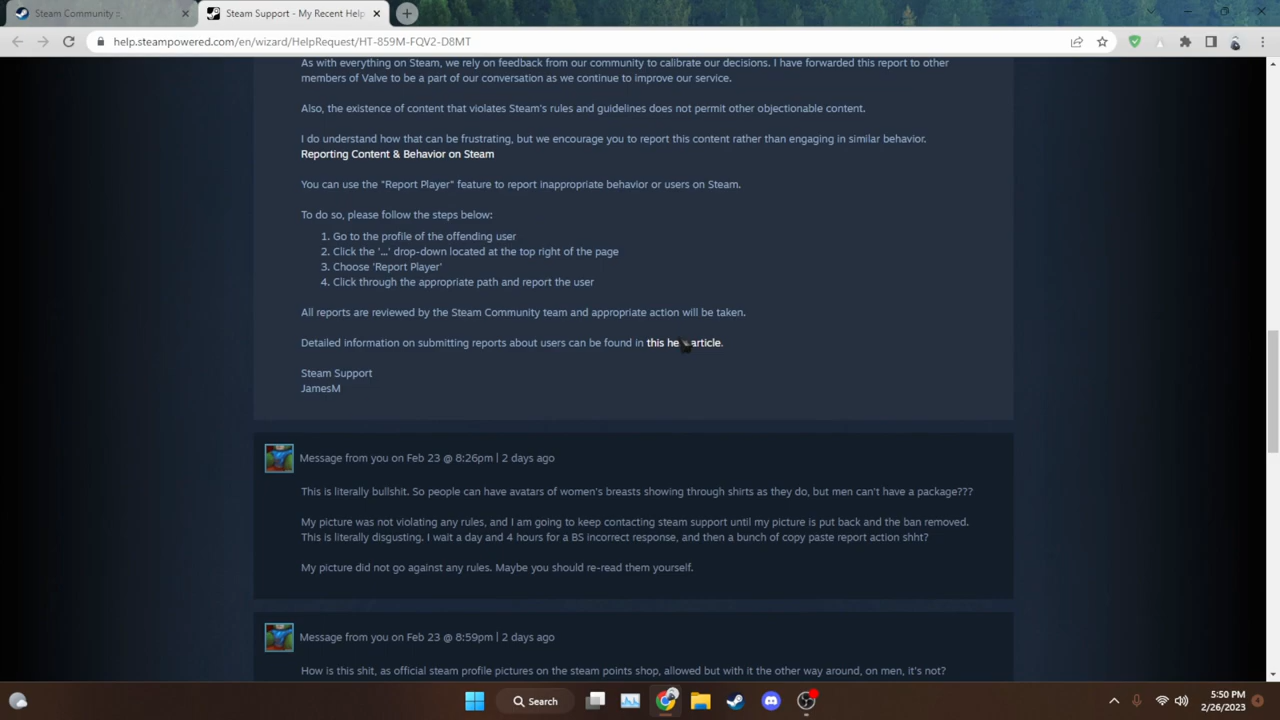 Steam Community ::
Steam Support - My Recent Help
help.steampowered.com/en/wizard/HelpRequest/HT-859M-FQV2-D8MT
As with everything on Steam, we rely on feedback from our community to calibrate our decisions. I have forwarded this report to other
members of Valve to be a part of our conversation as we continue to improve our service.
Also, the existence of content that violates Steam's rules and guidelines does not permit other objectionable content.
I do understand how that can be frustrating, but we encourage you to report this content rather than engaging in similar behavior.
Reporting Content & Behavior on Steam
You can use the "Report Player" feature to report inappropriate behavior or users on Steam.
To do so, please follow the steps below:
1. Go to the profile of the offending user
2. Click the '...' drop-down located at the top right of the page
3. Choose 'Report Player'
4. Click through the appropriate path and report the user
All reports are reviewed by the Steam Community team and appropriate action will be taken.
Detailed information on submitting reports about users can be found in this he article.
Steam Support
JamesM
Message from you on Feb 23 @ 8:26pm | 2 days ago
This is literally bullshit. So people can have avatars of women's breasts showing through shirts as they do, but men can't have a package???
My picture was not violating any rules, and I am going to keep contacting steam support until my picture is put back and the ban removed.
This is literally disgusting. I wait a day and 4 hours for a BS incorrect response, and then a bunch of copy paste report action shht?
My picture did not go against any rules. Maybe you should re-read them yourself.
Message from you on Feb 23 @ 8:59pm | 2 days ago
How is this shit, as official steam profile pictures on the steam points shop, allowed but with it the other way around, on men, it's not?
Search
5:50 PM
2/26/2023